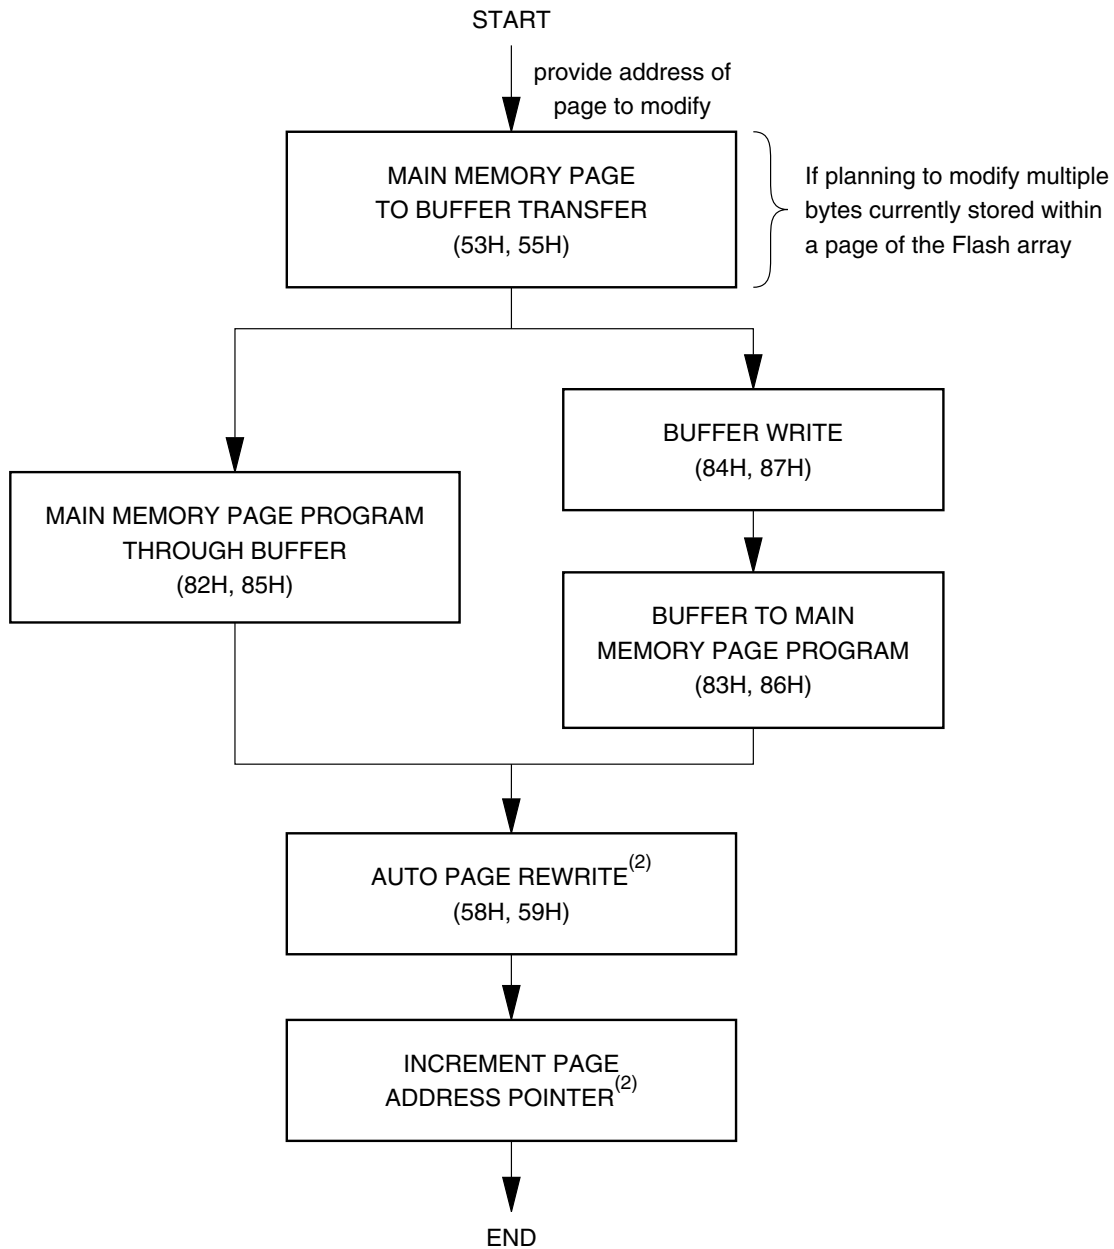 START
provide address of
page to modify
MAIN MEMORY PAGE
TO BUFFER TRANSFER
(53H, 55H)
If planning to modify multiple
bytes currently stored within
a page of the Flash array
BUFFER WRITE
(84H, 87H)
MAIN MEMORY PAGE PROGRAM
THROUGH BUFFER
(82H, 85H)
BUFFER TO MAIN
MEMORY PAGE PROGRAM
(83H, 86H)
AUTO PAGE REWRITE(2)
(58H, 59H)
INCREMENT PAGE
ADDRESS POINTER(2)
END